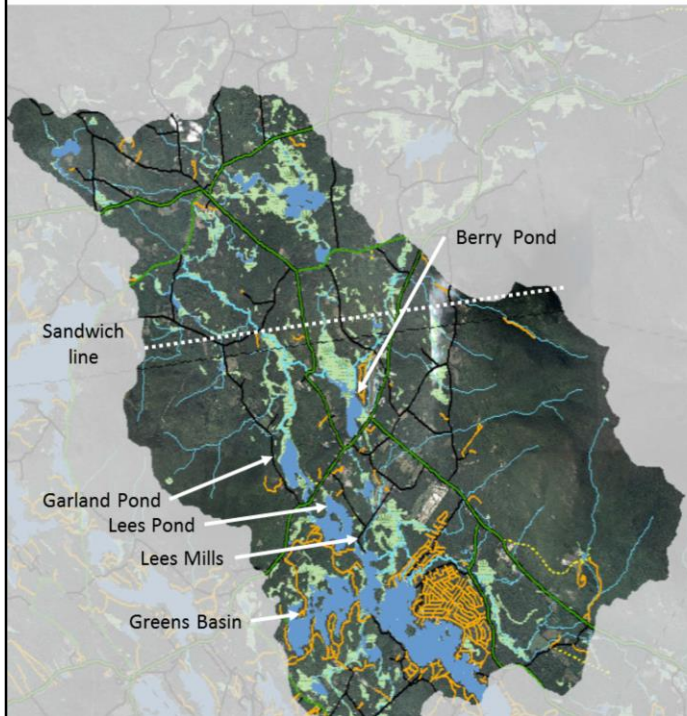 Berry Pond
Sandwich
line
Garland Pond
Lees Pond
Lees Mills
Greens Basin